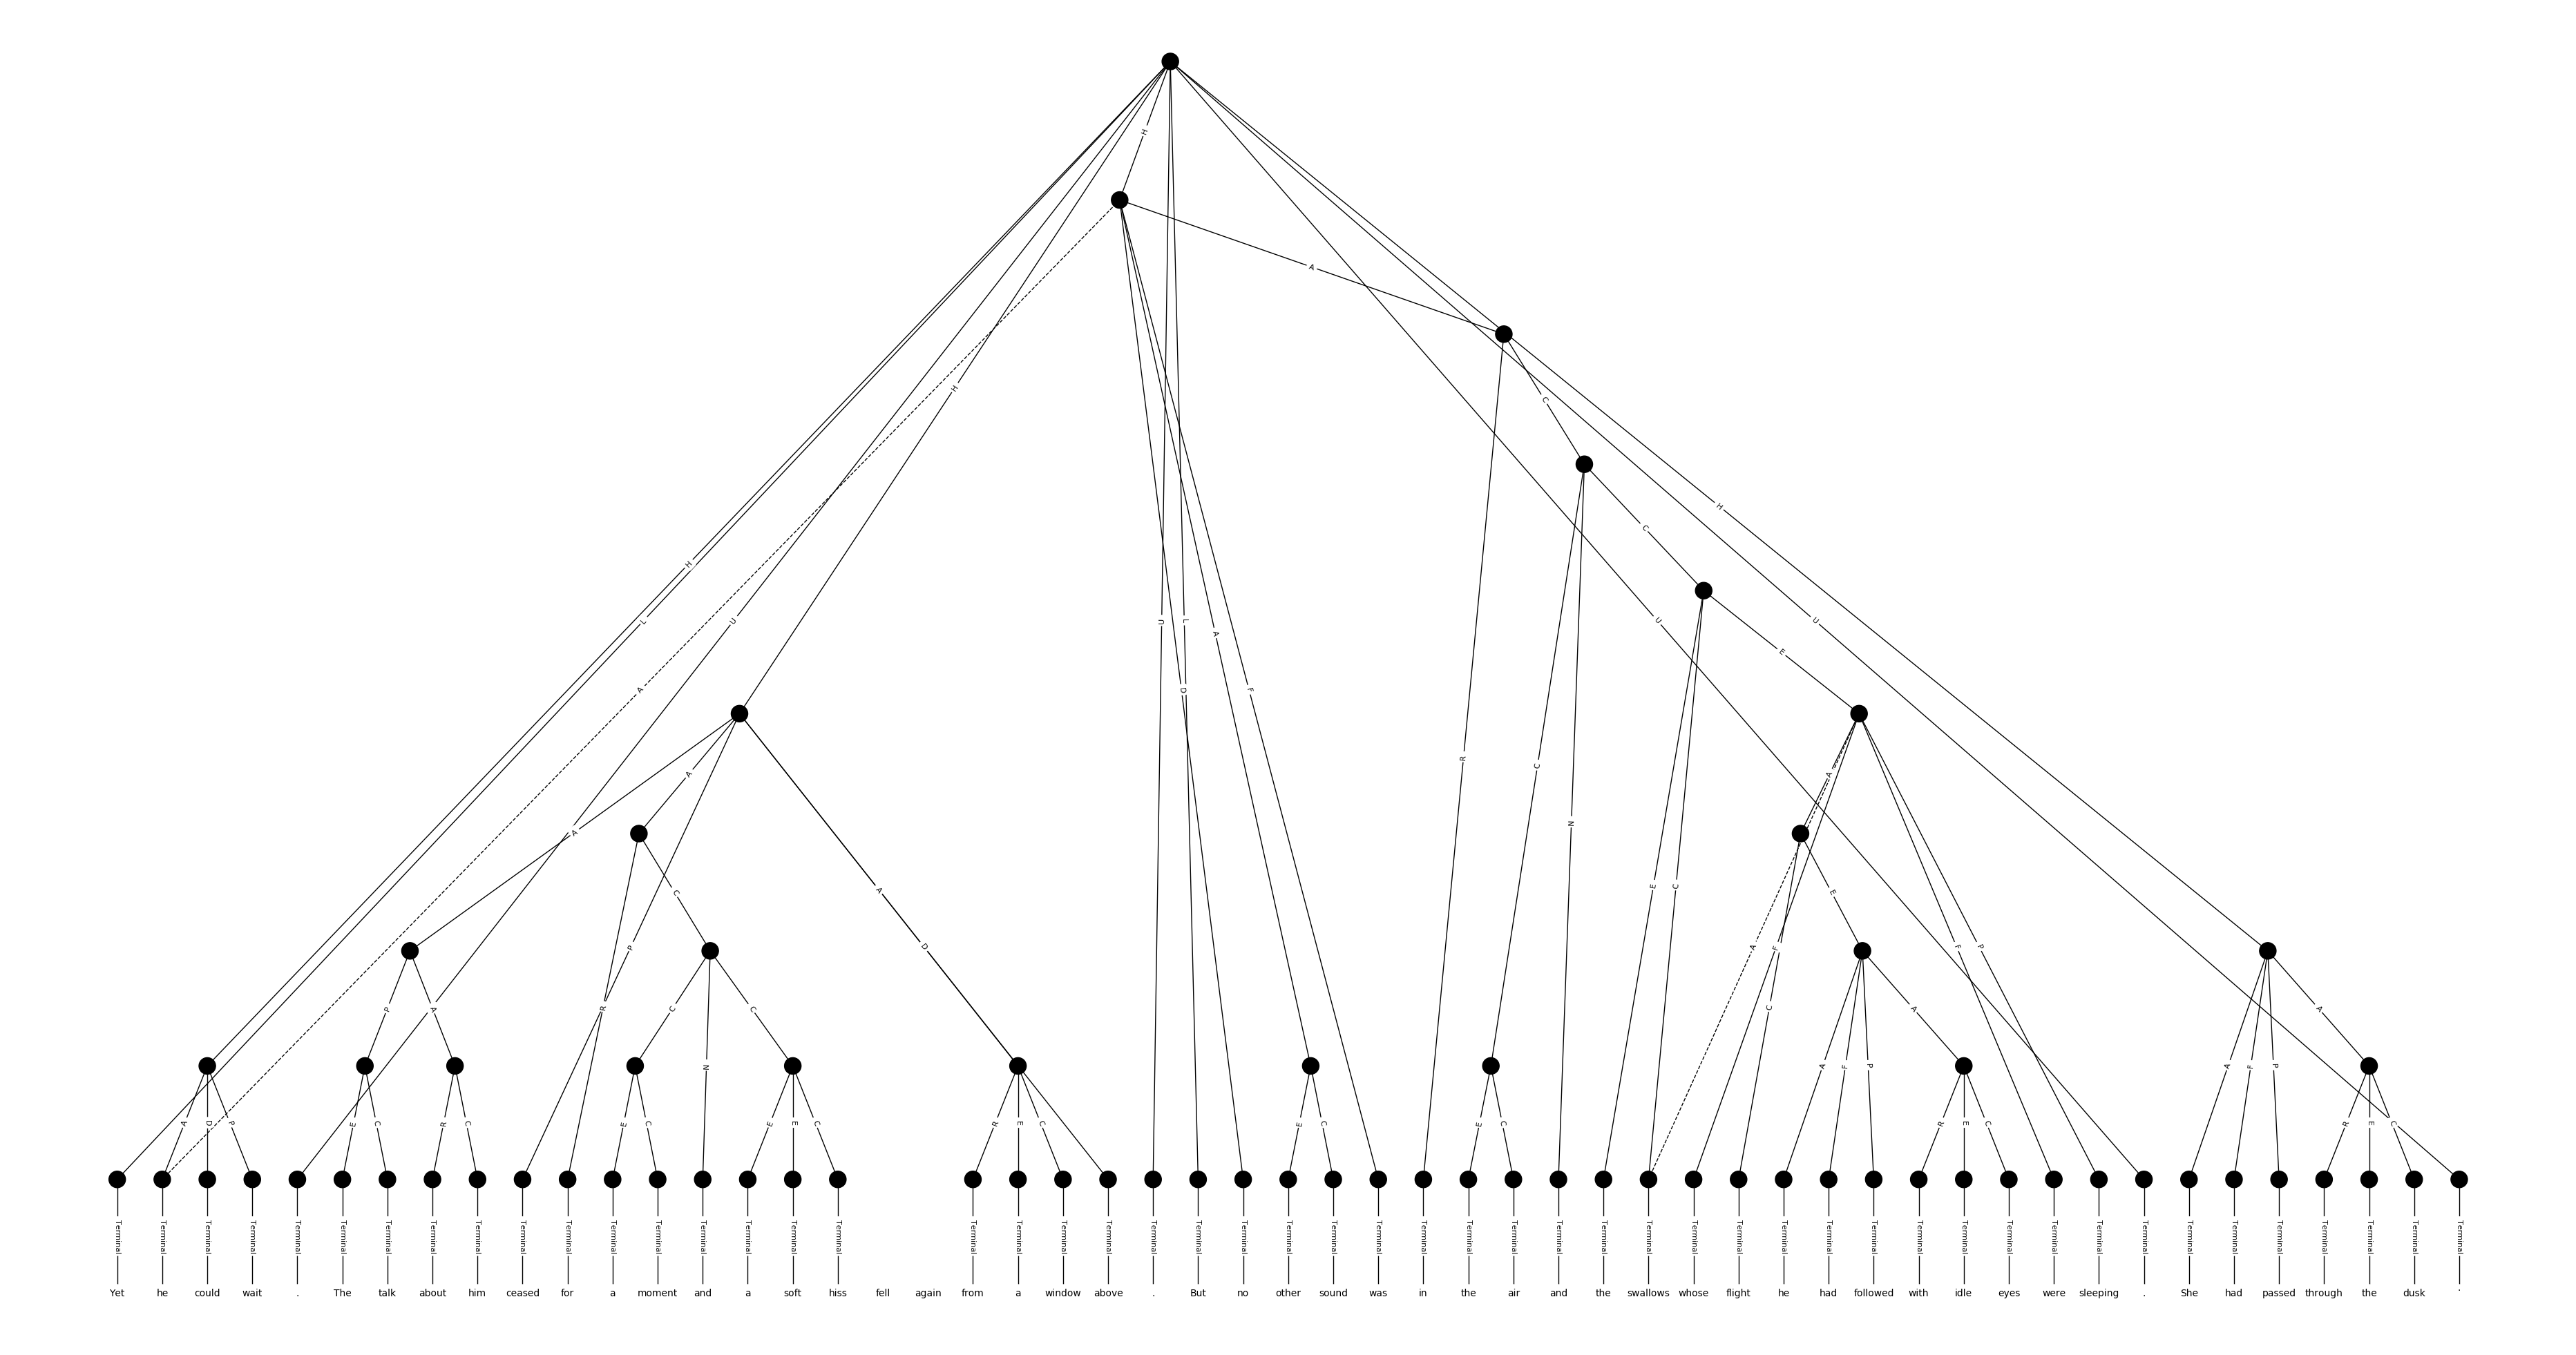 H
A
H
C
H
C
H
L U U L U U
A
E
A D F
R
C
A A
N
A
E C
A E C
P D A F F P
P A R C C C A A
N A F P A F P
A D P E C R C E C E E C R E C E C E C R E C R E C
Terminal Terminal Terminal Terminal Terminal Terminal Terminal Terminal Terminal Terminal Terminal Terminal Terminal Terminal Terminal Terminal Terminal Terminal Terminal Terminal Terminal Terminal Terminal Terminal Terminal Terminal Terminal Terminal Terminal Terminal Terminal Terminal Terminal Terminal Terminal Terminal Terminal Terminal Terminal Terminal Terminal Terminal Terminal Terminal Terminal Terminal Terminal Terminal Terminal Terminal Terminal
Yet he could wait . The talk about him ceased for a moment and a soft hiss fell again from a window above . But no other sound was in the air and the swallows whose flight he had followed with idle eyes were sleeping . She had passed through the dusk .